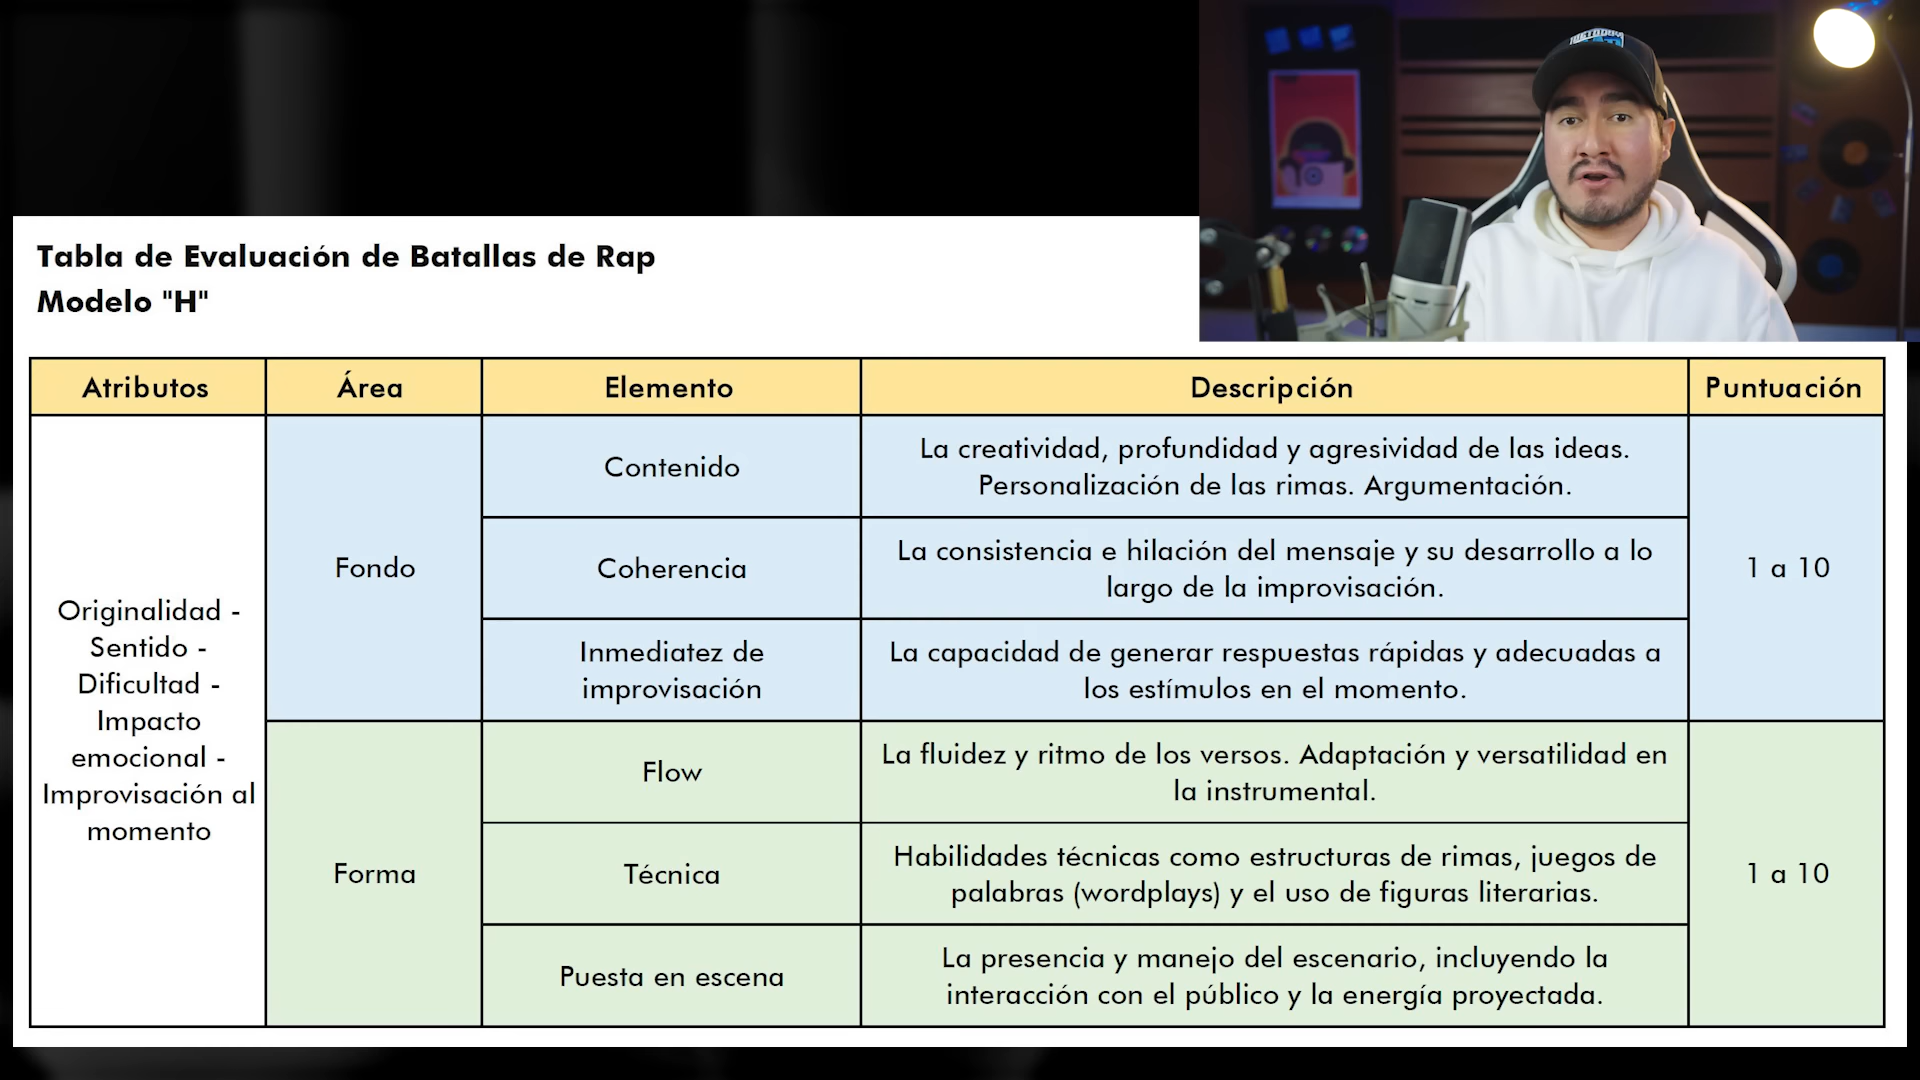 Tabla de Evaluación de Batallas de Rap
Modelo "H"
Atributos
Área
Elemento
Descripción
Puntuación
Originalidad -
Sentido -
Dificultad -
Impacto
emocional -
Improvisación al
momento
Fondo
Contenido
La creatividad, profundidad y agresividad de las ideas.
Personalización de las rimas. Argumentación.
1 a 10
Coherencia
La consistencia e hilación del mensaje y su desarrollo a lo
largo de la improvisación.
Inmediatez de
improvisación
La capacidad de generar respuestas rápidas y adecuadas a
los estímulos en el momento.
Forma
Flow
La fluidez y ritmo de los versos. Adaptación y versatilidad en
la instrumental.
1 a 10
Técnica
Habilidades técnicas como estructuras de rimas, juegos de
palabras (wordplays) y el uso de figuras literarias.
Puesta en escena
La presencia y manejo del escenario, incluyendo la
interacción con el público y la energía proyectada.